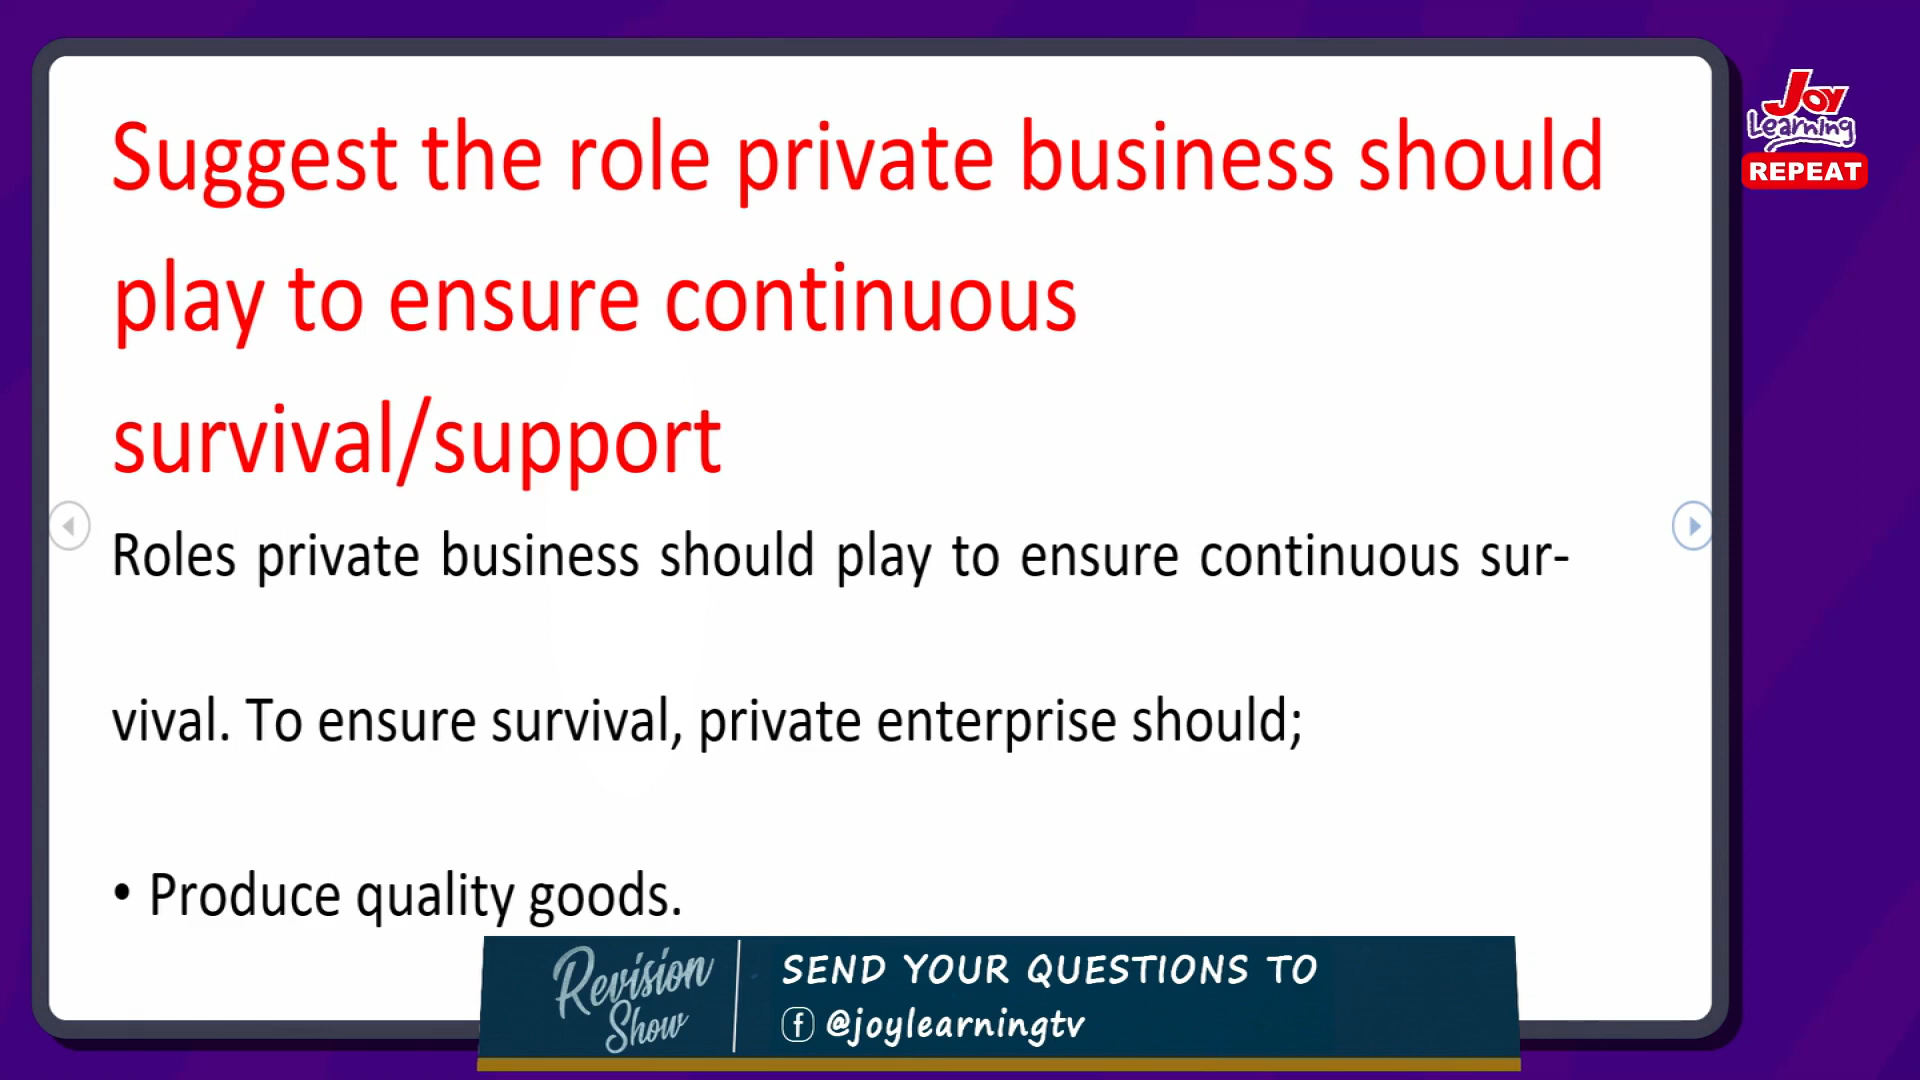 Suggest the role private business should
play to ensure continuous
survival/support
Roles private business should play to ensure continuous sur-
vival. To ensure survival, private enterprise should;
• Produce quality goods.
Joy
Learning
REPEAT
Revision
Show
SEND YOUR QUESTIONS TO
@joylearningtv